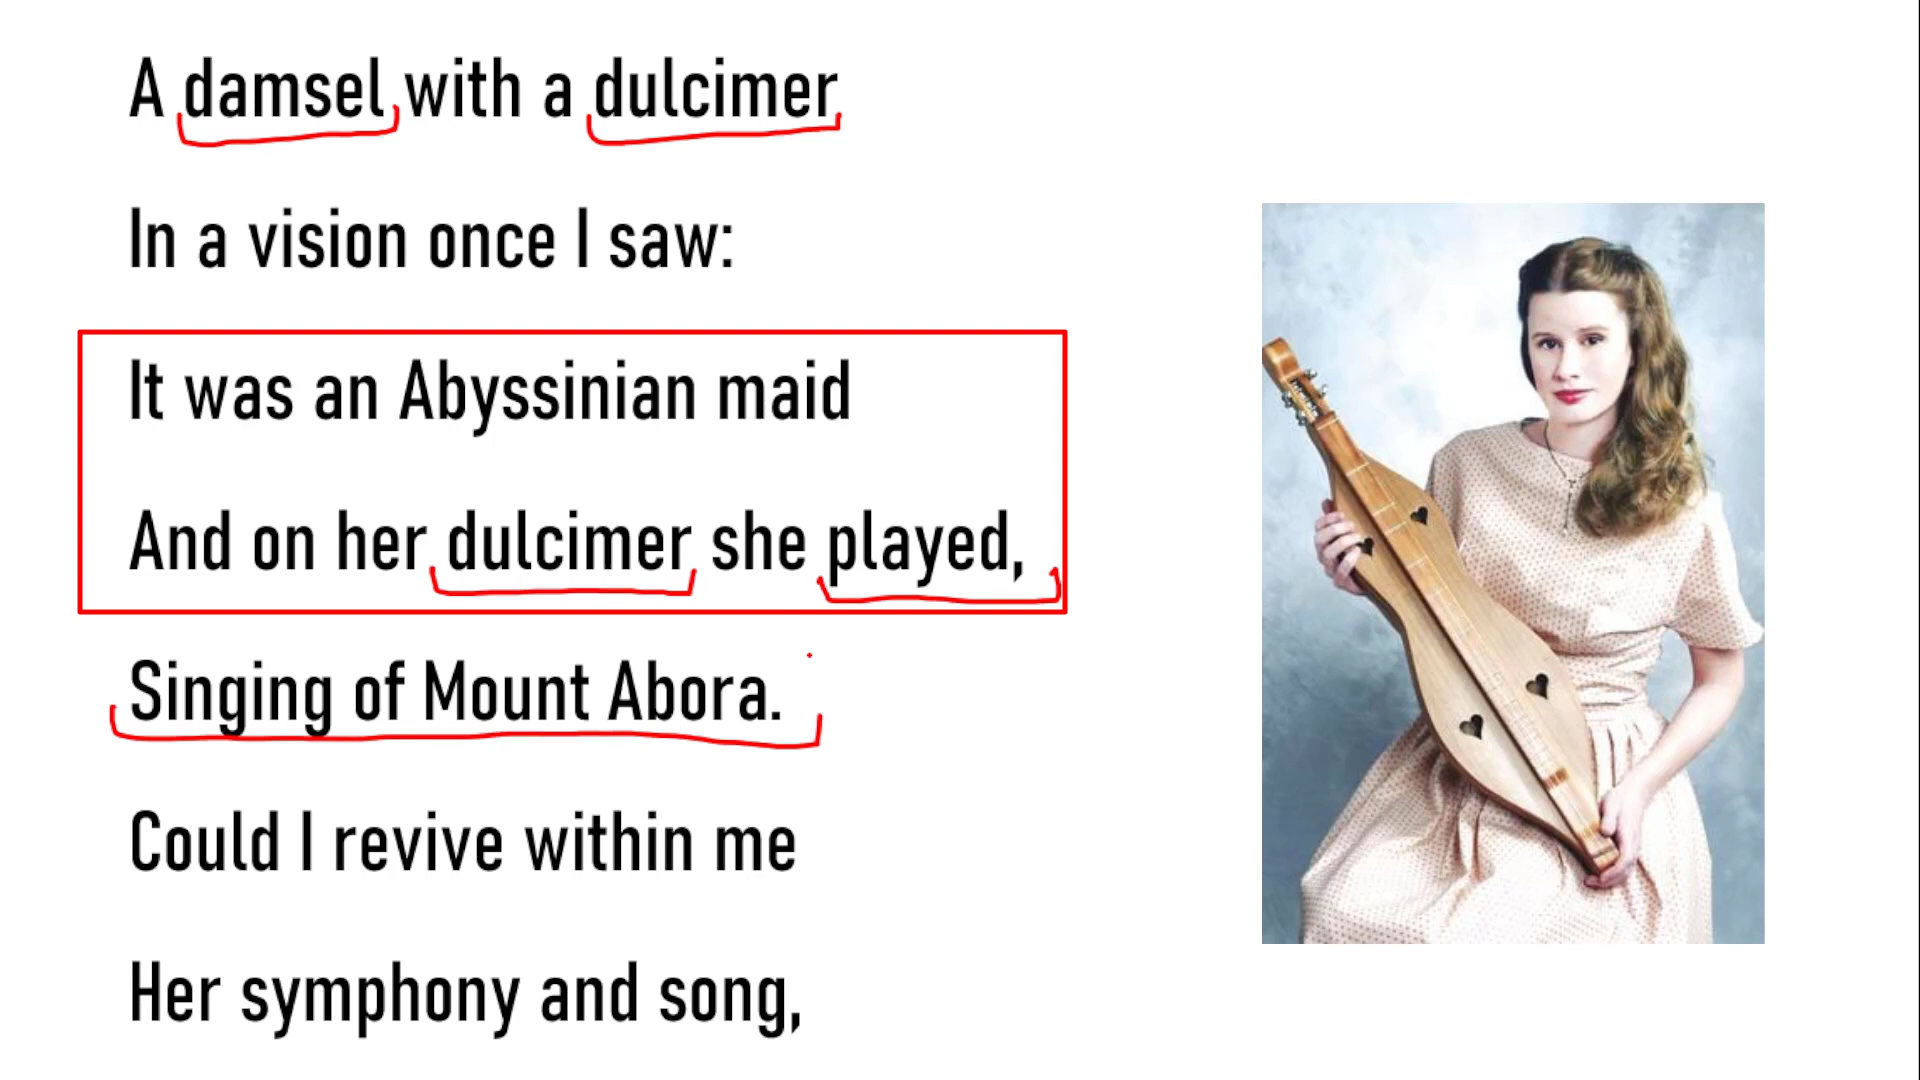 A damsel with a dulcimer
In a vision once I saw:
It was an Abyssinian maid
And on her dulcimer she played,
Singing of Mount Abora.
Could I revive within me
Her symphony and song,